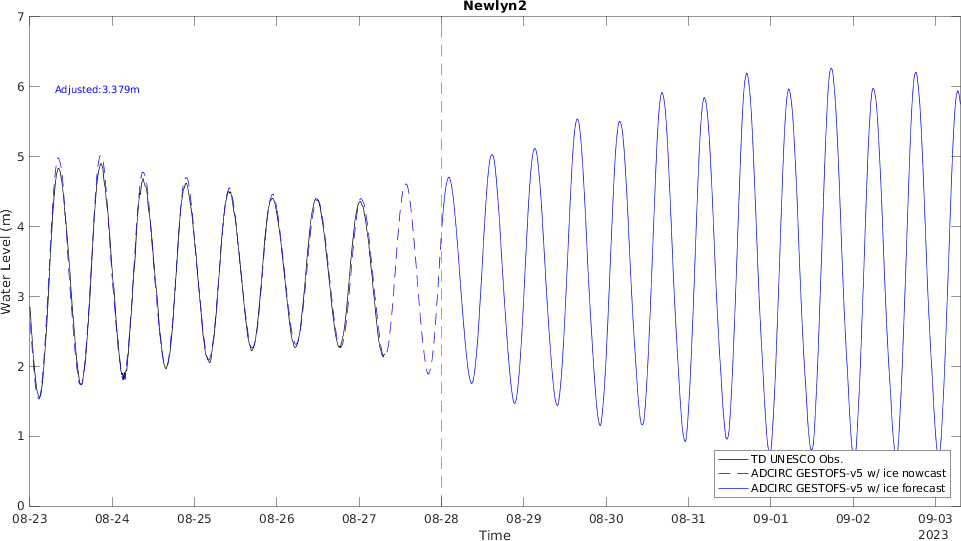 Newlyn2
7
6
5
4
3
2
1
0
Water Level (m)
Adjusted:3.379m
TD UNESCO Obs.
ADCIRC GESTOFS-v5 w/ ice nowcast
ADCIRC GESTOFS-v5 w/ ice forecast
08-23 08-24 08-25 08-26 08-27 08-28 08-29 08-30 08-31 09-01 09-02 09-03
Time
2023